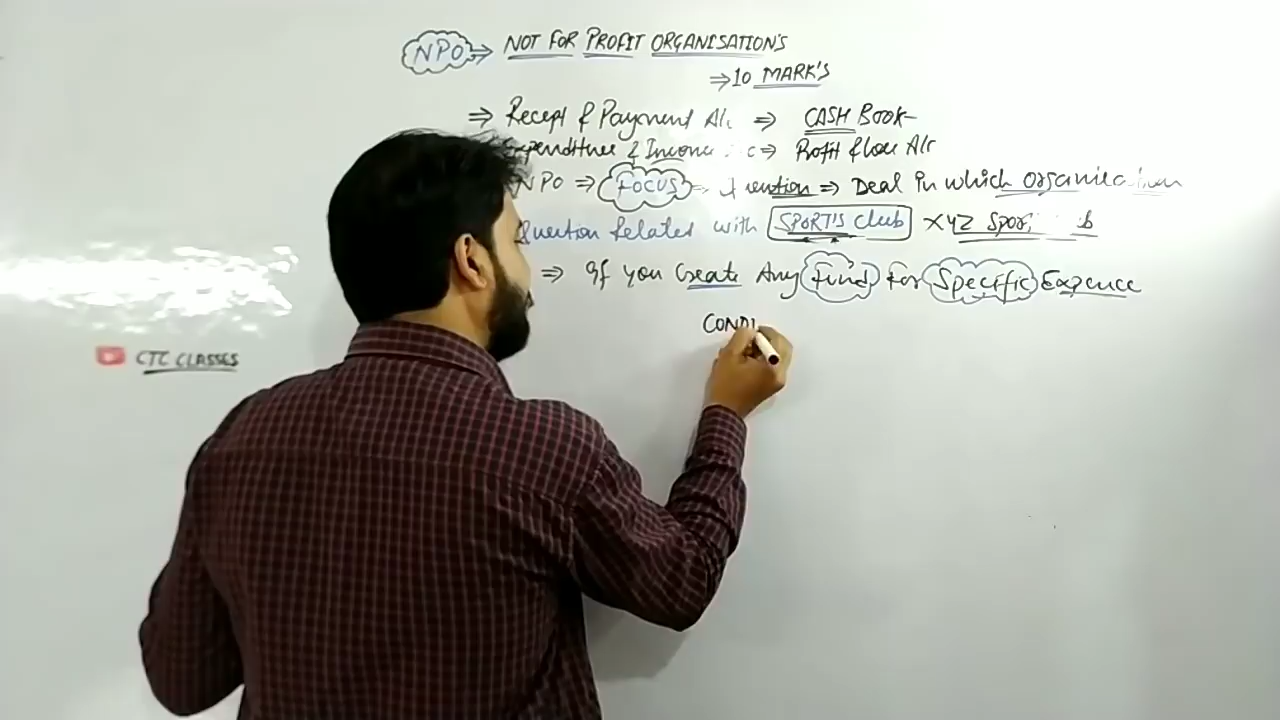 NPO ⇒ NOT FOR PROFIT ORGANISATION'S
⇒ 10 MARK'S
⇒ Recept & Payment A/c ⇒ CASH Book
Expenditure & Income c ⇒ Profit & loss A/c
NPO ⇒ FOCUS ⇒ ⇒ Deal in which organisation
Question Related with SPORT'S Club XYZ
⇒ If you Create Any Fund for Specific Expence
CONDI
CTC CLASSES